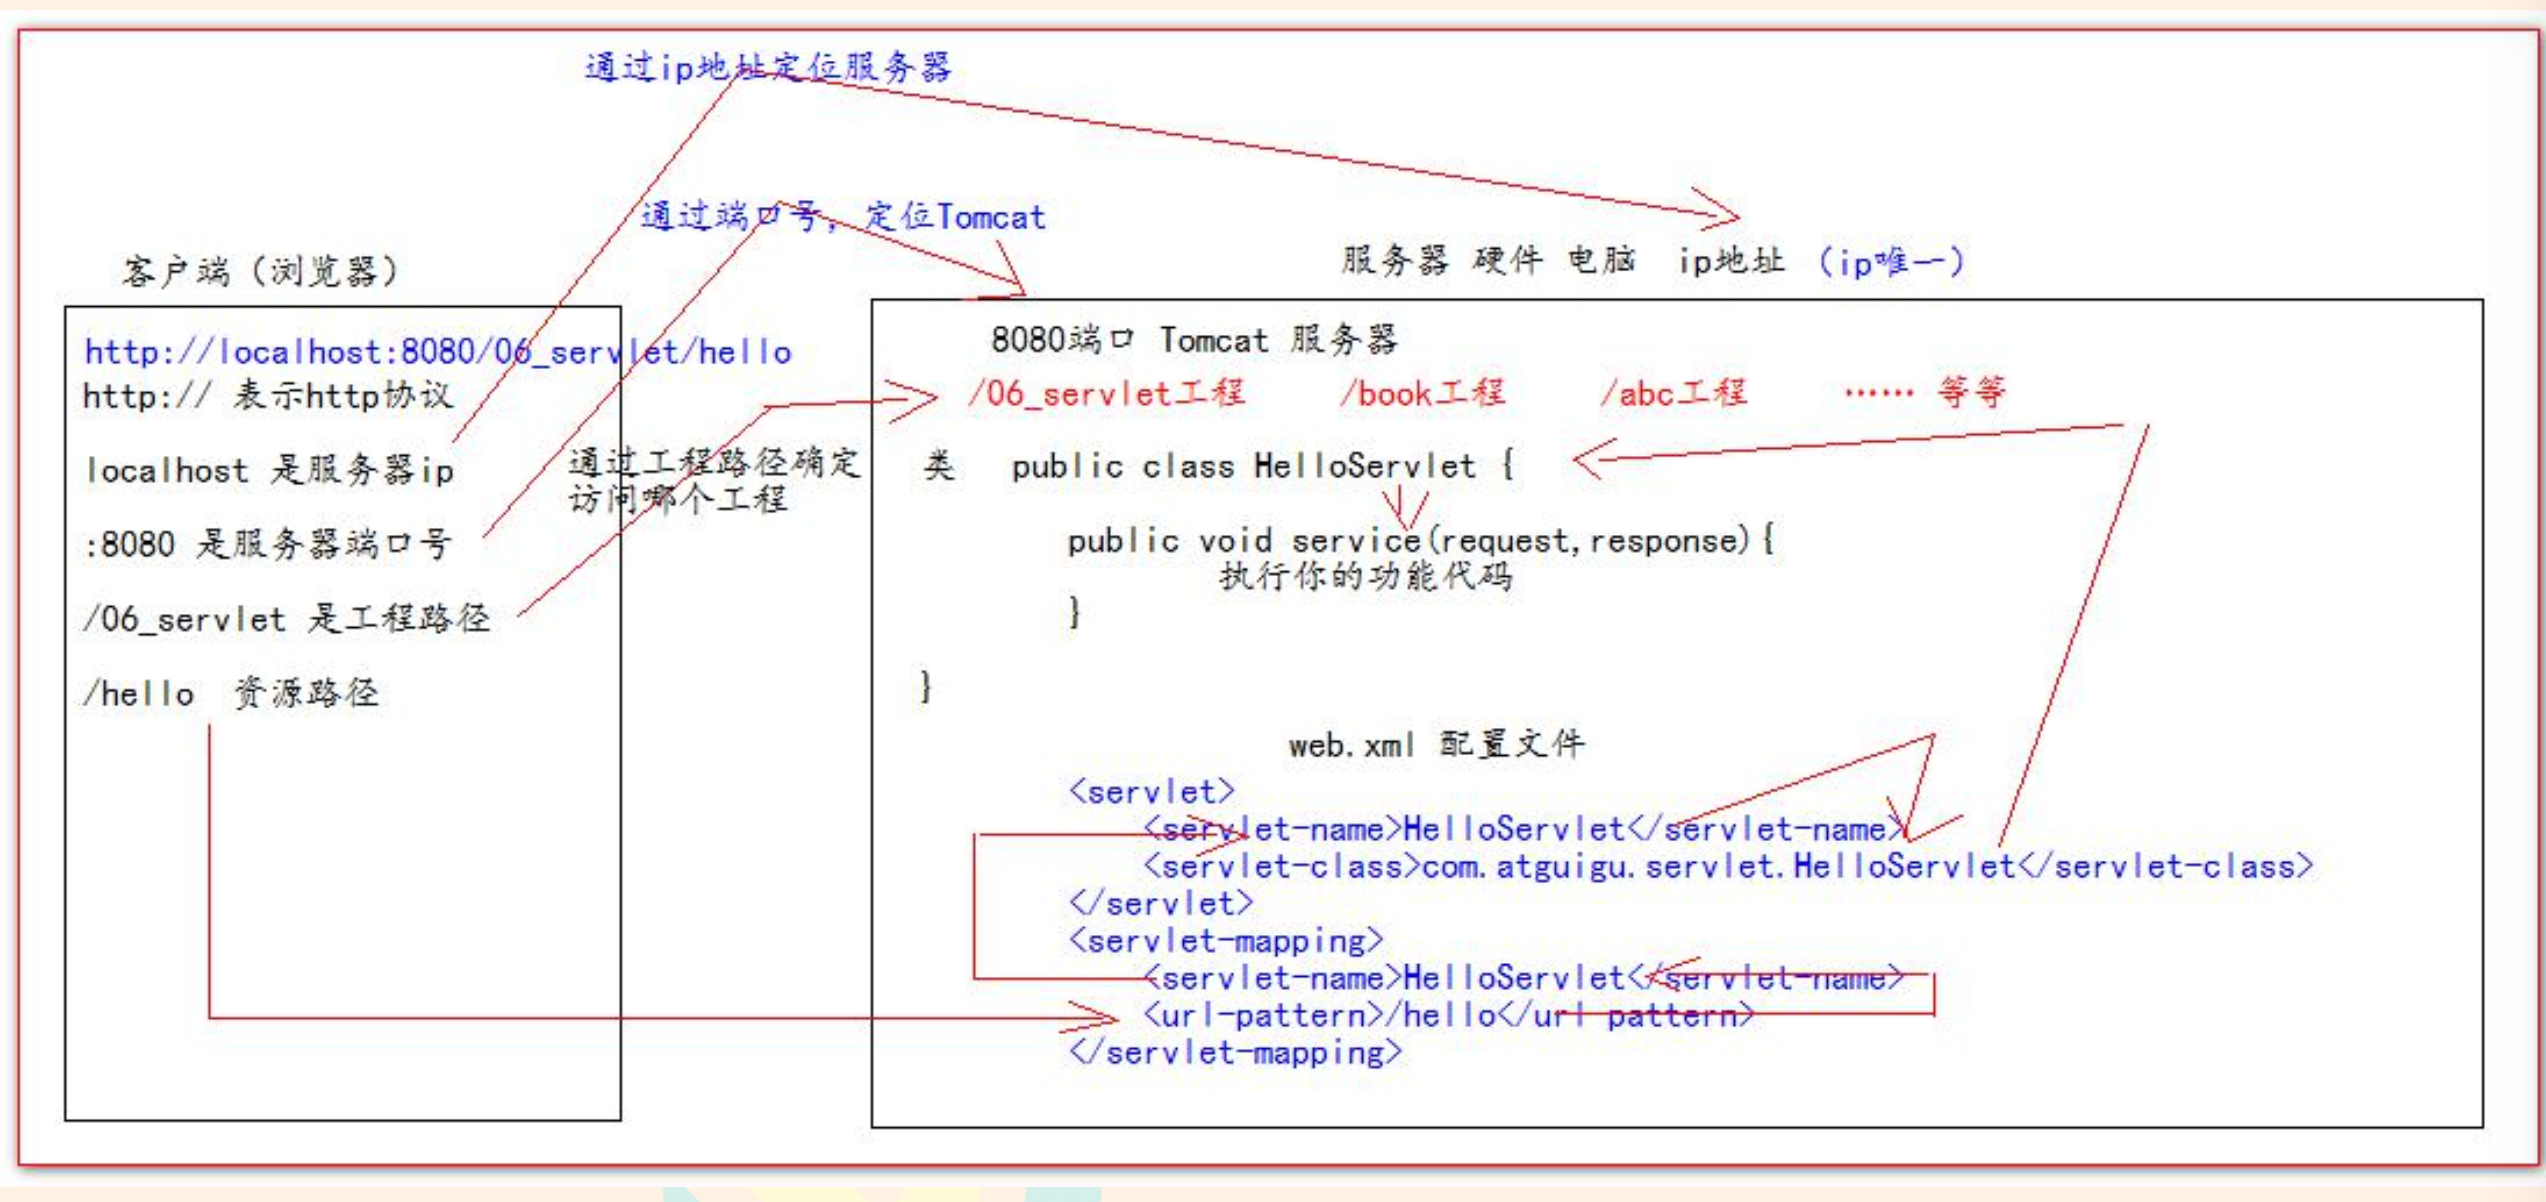 通过ip地址定位服务器
通过端口号，定位Tomcat
客户端（浏览器）
http://localhost:8080/06_servlet/hello
http:// 表示http协议
localhost 是服务器ip
:8080 是服务器端口号
/06_servlet 是工程路径
/hello 资源路径
通过工程路径确定
访问哪个工程
服务器 硬件 电脑 ip地址 （ip唯一）
8080端口 Tomcat 服务器
/06_servlet工程 /book工程 /abc工程 …… 等等
类 public class HelloServlet {
public void service(request,response){
执行你的功能代码
}
}
web.xml 配置文件
<servlet>
<servlet-name>HelloServlet</servlet-name>
<servlet-class>com.atguigu.servlet.HelloServlet</servlet-class>
</servlet>
<servlet-mapping>
<servlet-name>HelloServlet</servlet-name>
<url-pattern>/hello</url-pattern>
</servlet-mapping>